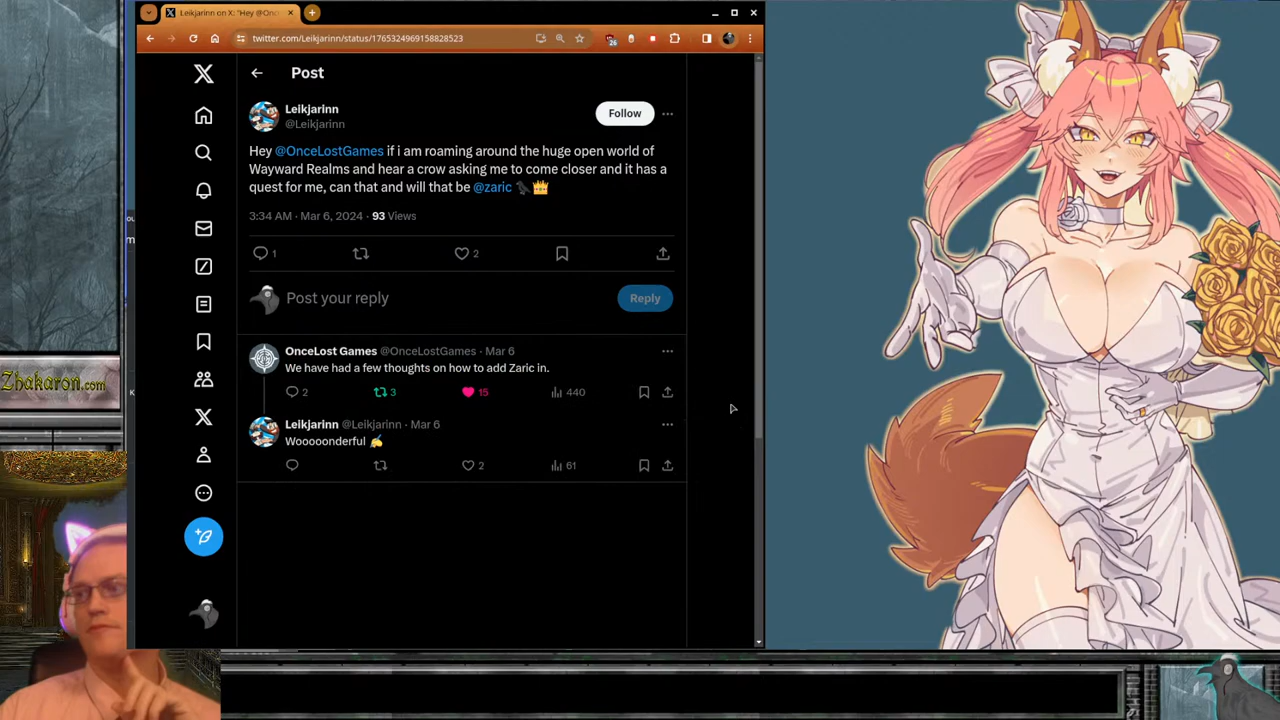 Leikjarinn on X: "Hey @Onc
twitter.com/Leikjarinn/status/1765324969158828523
26
Post
Leikjarinn
@Leikjarinn
Follow
Hey @OnceLostGames if i am roaming around the huge open world of
Wayward Realms and hear a crow asking me to come closer and it has a
quest for me, can that and will that be @zaric 🐦‍⬛👑
3:34 AM · Mar 6, 2024 · 93 Views
1
2
Post your reply
Reply
OnceLost Games @OnceLostGames · Mar 6
We have had a few thoughts on how to add Zaric in.
2
3
15
440
Leikjarinn @Leikjarinn · Mar 6
Wooooonderful ✍
2
61
Zhakaron.com